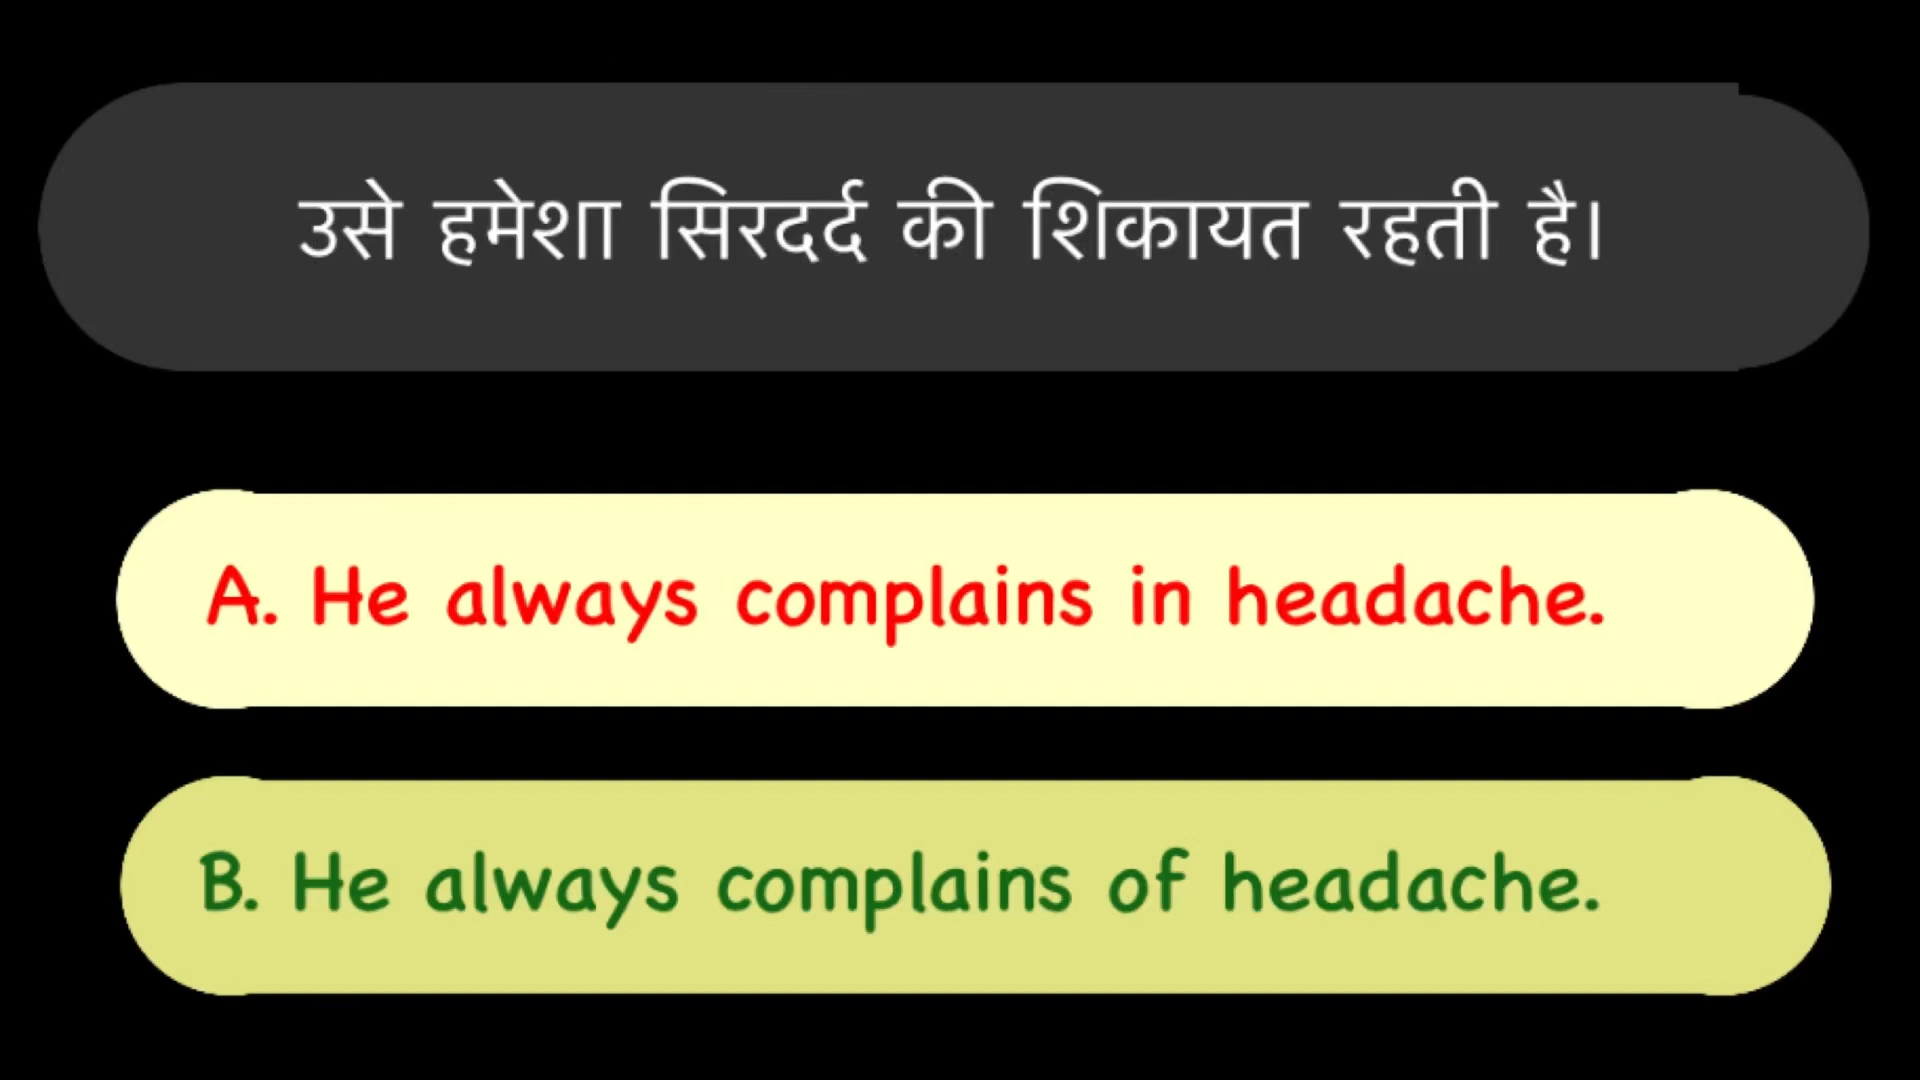 उसे हमेशा सिरदर्द की शिकायत रहती है।
A. He always complains in headache.
B. He always complains of headache.